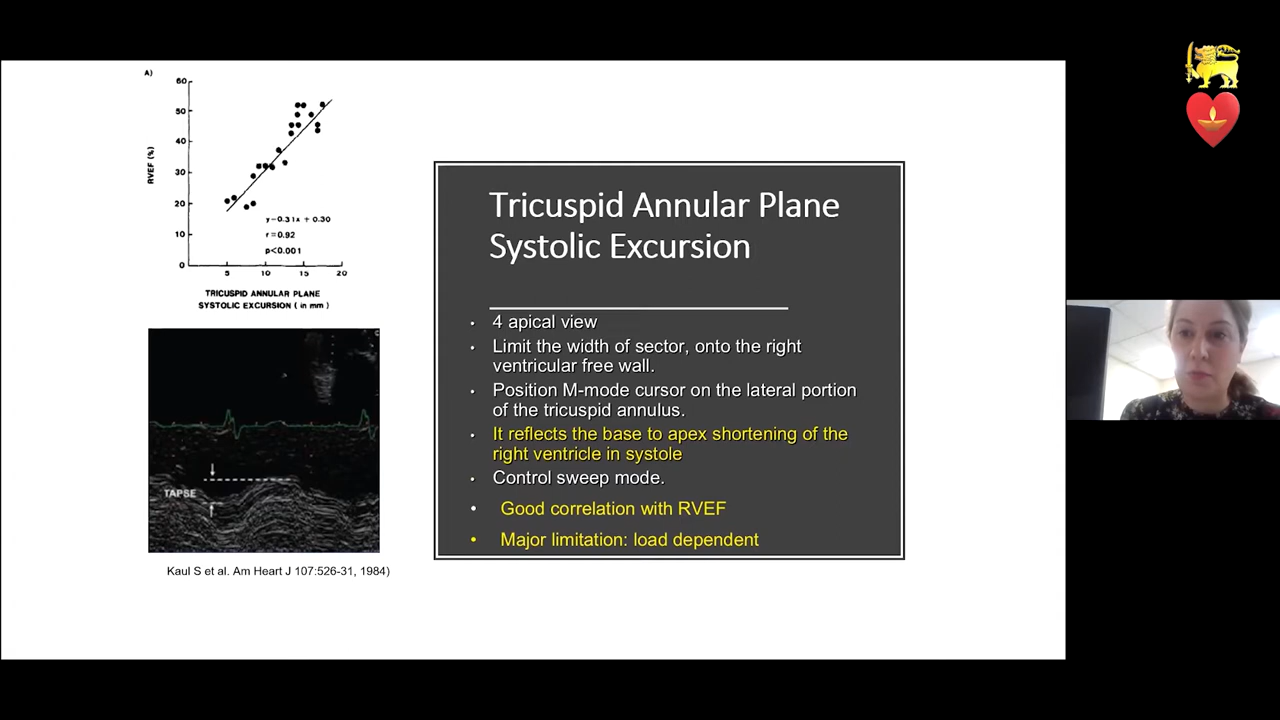 A)
60
50
40
30
20
10
0
RVEF (%)
y=0.31x + 0.30
r=0.92
p<0.001
5 10 15 20
TRICUSPID ANNULAR PLANE
SYSTOLIC EXCURSION ( in mm )
TAPSE
Kaul S et al. Am Heart J 107:526-31, 1984)
Tricuspid Annular Plane
Systolic Excursion
• 4 apical view
• Limit the width of sector, onto the right
ventricular free wall.
• Position M-mode cursor on the lateral portion
of the tricuspid annulus.
• It reflects the base to apex shortening of the
right ventricle in systole
• Control sweep mode.
• Good correlation with RVEF
• Major limitation: load dependent